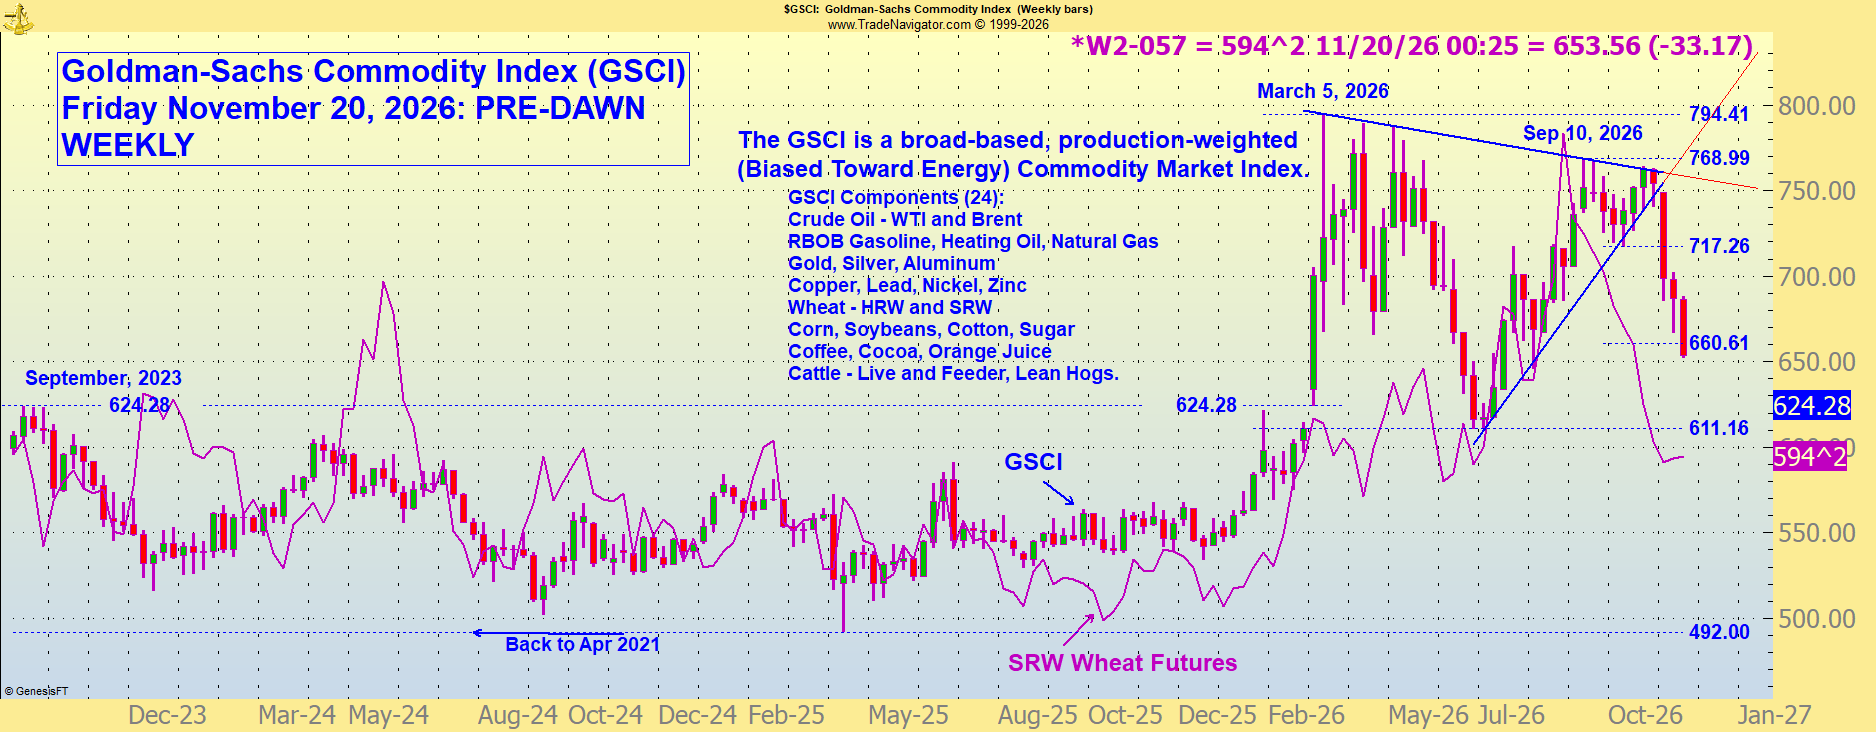 $GSCI: Goldman-Sachs Commodity Index (Weekly bars)
www.TradeNavigator.com © 1999-2026
*W2-057 = 594^2 11/20/26 00:25 = 653.56 (-33.17)
Goldman-Sachs Commodity Index (GSCI)
Friday November 20, 2026: PRE-DAWN
WEEKLY
March 5, 2026
Sep 10, 2026
The GSCI is a broad-based, production-weighted
(Biased Toward Energy) Commodity Market Index.
GSCI Components (24):
Crude Oil - WTI and Brent
RBOB Gasoline, Heating Oil, Natural Gas
Gold, Silver, Aluminum
Copper, Lead, Nickel, Zinc
Wheat - HRW and SRW
Corn, Soybeans, Cotton, Sugar
Coffee, Cocoa, Orange Juice
Cattle - Live and Feeder, Lean Hogs.
794.41
768.99
717.26
660.61
611.16
492.00
September, 2023
624.28
624.28
GSCI
SRW Wheat Futures
Back to Apr 2021
800.00
750.00
700.00
650.00
624.28
600.00
594^2
550.00
500.00
© GenesisFT
Dec-23 Mar-24 May-24 Aug-24 Oct-24 Dec-24 Feb-25 May-25 Aug-25 Oct-25 Dec-25 Feb-26 May-26 Jul-26 Oct-26 Jan-27